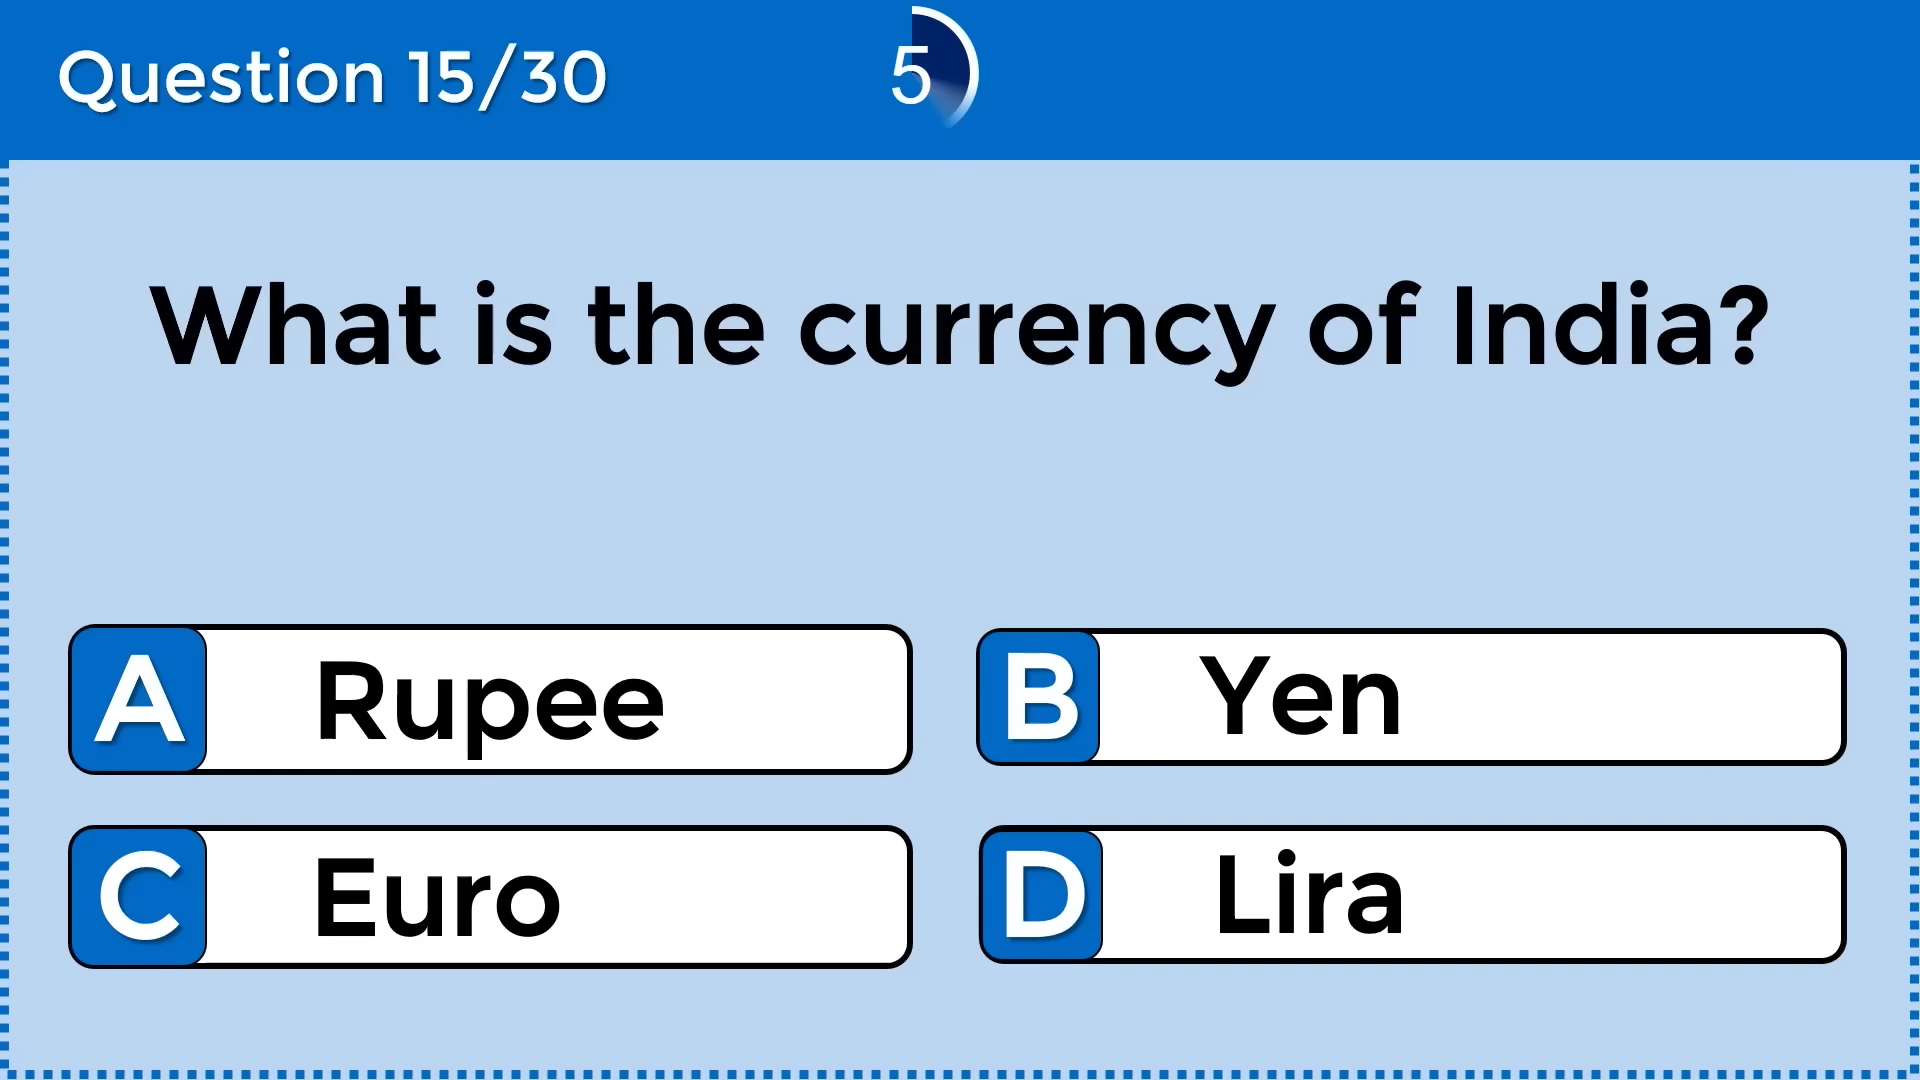 Question 15/30
5
What is the currency of India?
A Rupee
B Yen
C Euro
D Lira